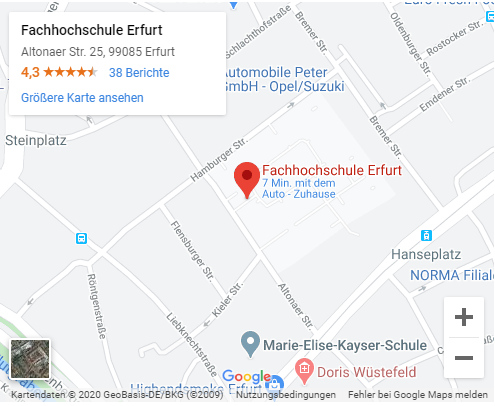 Fachhochschule Erfurt
Altonaer Str. 25, 99085 Erfurt
4,3 38 Berichte
Größere Karte ansehen
Schlachthofstraße
Oldenburger Str.
Rostocker Str.
Automobile Peter
GmbH - Opel/Suzuki
Bremer Str.
Emdener Str.
Steinplatz
Hamburger Str.
Bremer Str.
Fachhochschule Erfurt
7 Min. mit dem
Auto - Zuhause
Flensburger Str.
Hanseplatz
NORMA Filiale
Röntgenstraße
Kieler Str.
Altonaer Str.
Liebknechtstraße
Marie-Elise-Kayser-Schule
Doris Wüstefeld
Google
Highendsmoke Erfurt
Kartendaten © 2020 GeoBasis-DE/BKG (©2009) Nutzungsbedingungen Fehler bei Google Maps melden